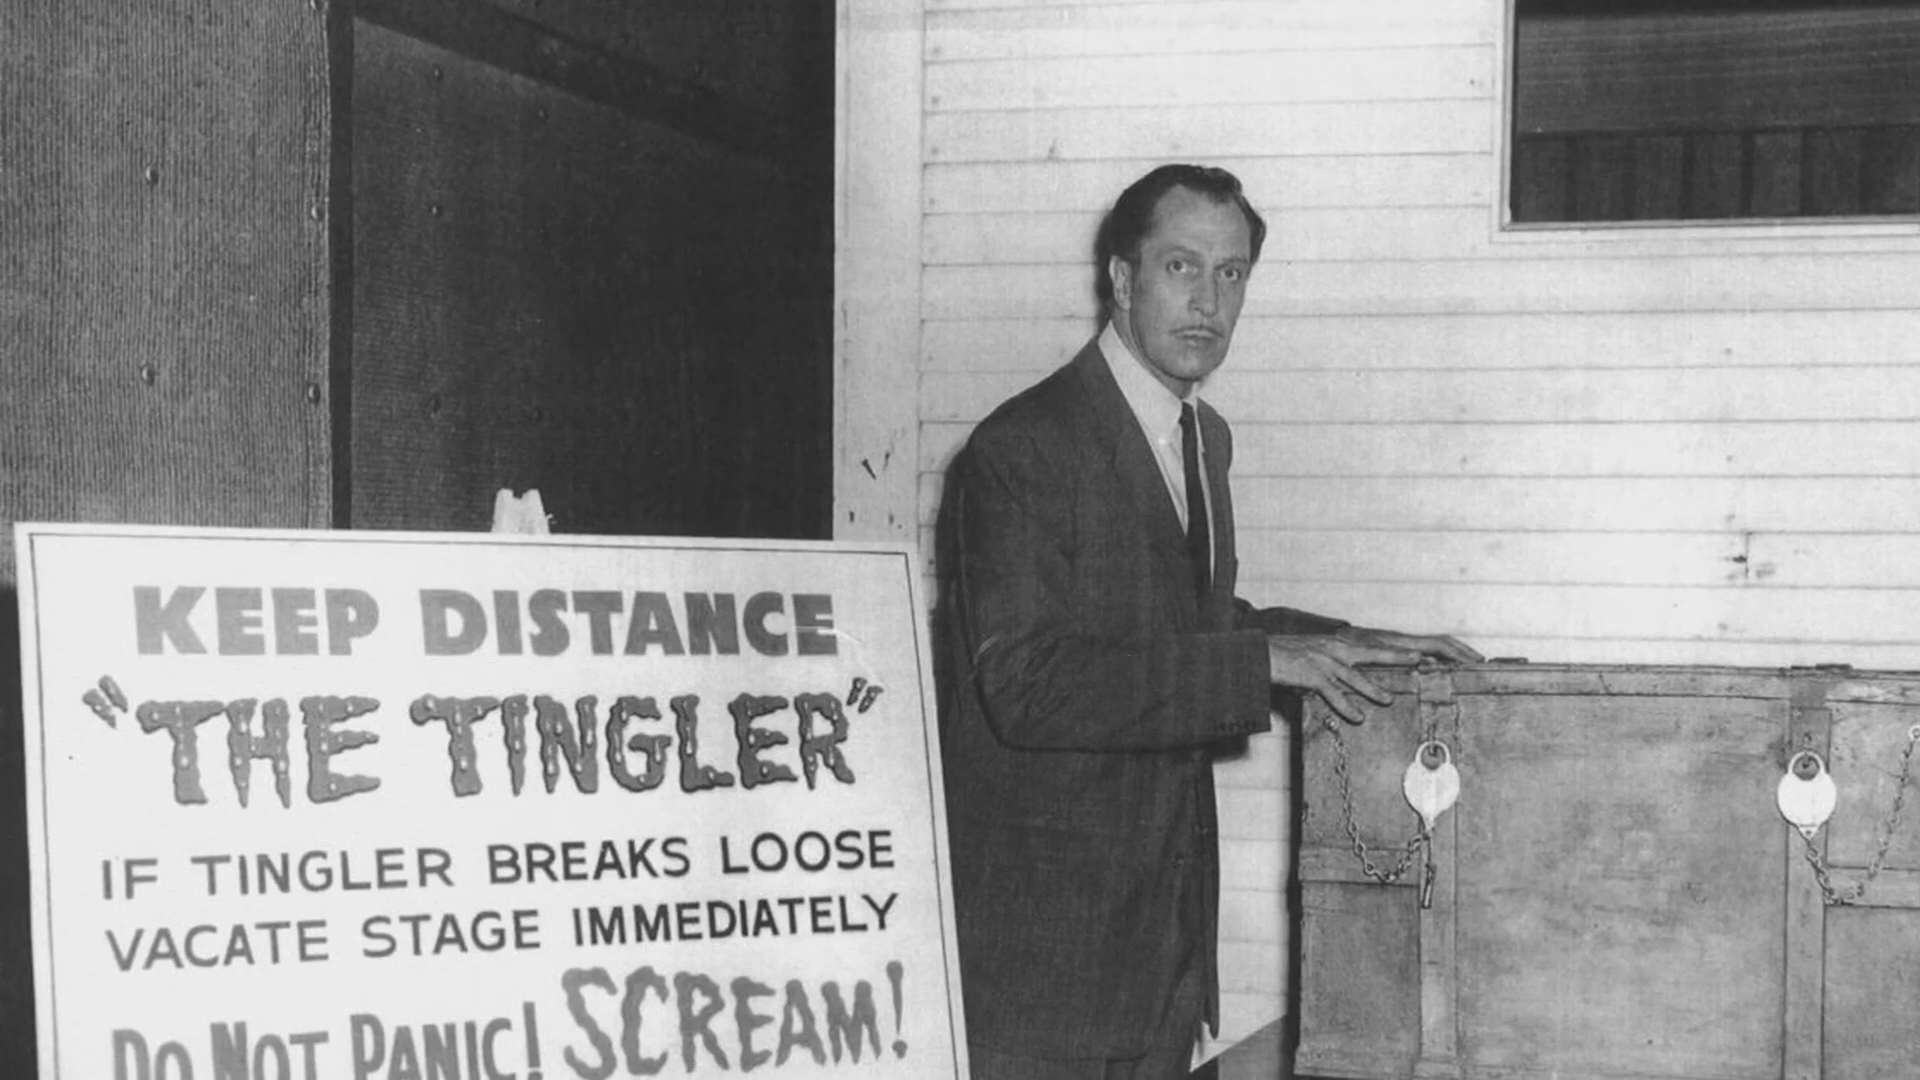 KEEP DISTANCE
"THE TINGLER"
IF TINGLER BREAKS LOOSE
VACATE STAGE IMMEDIATELY
DO NOT PANIC! SCREAM!